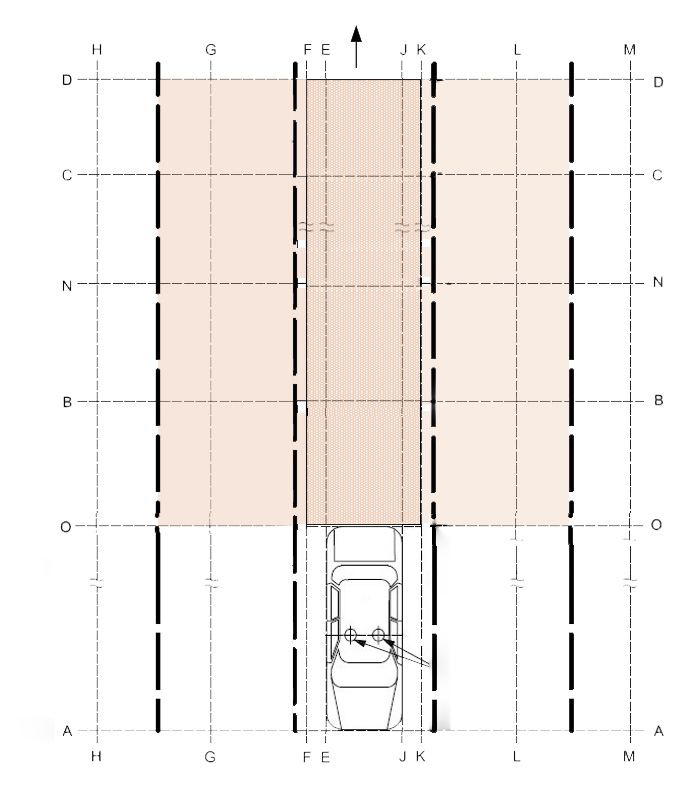 H G F E J K L M
D D
C C
N N
B B
O O
A A
H G F E J K L M